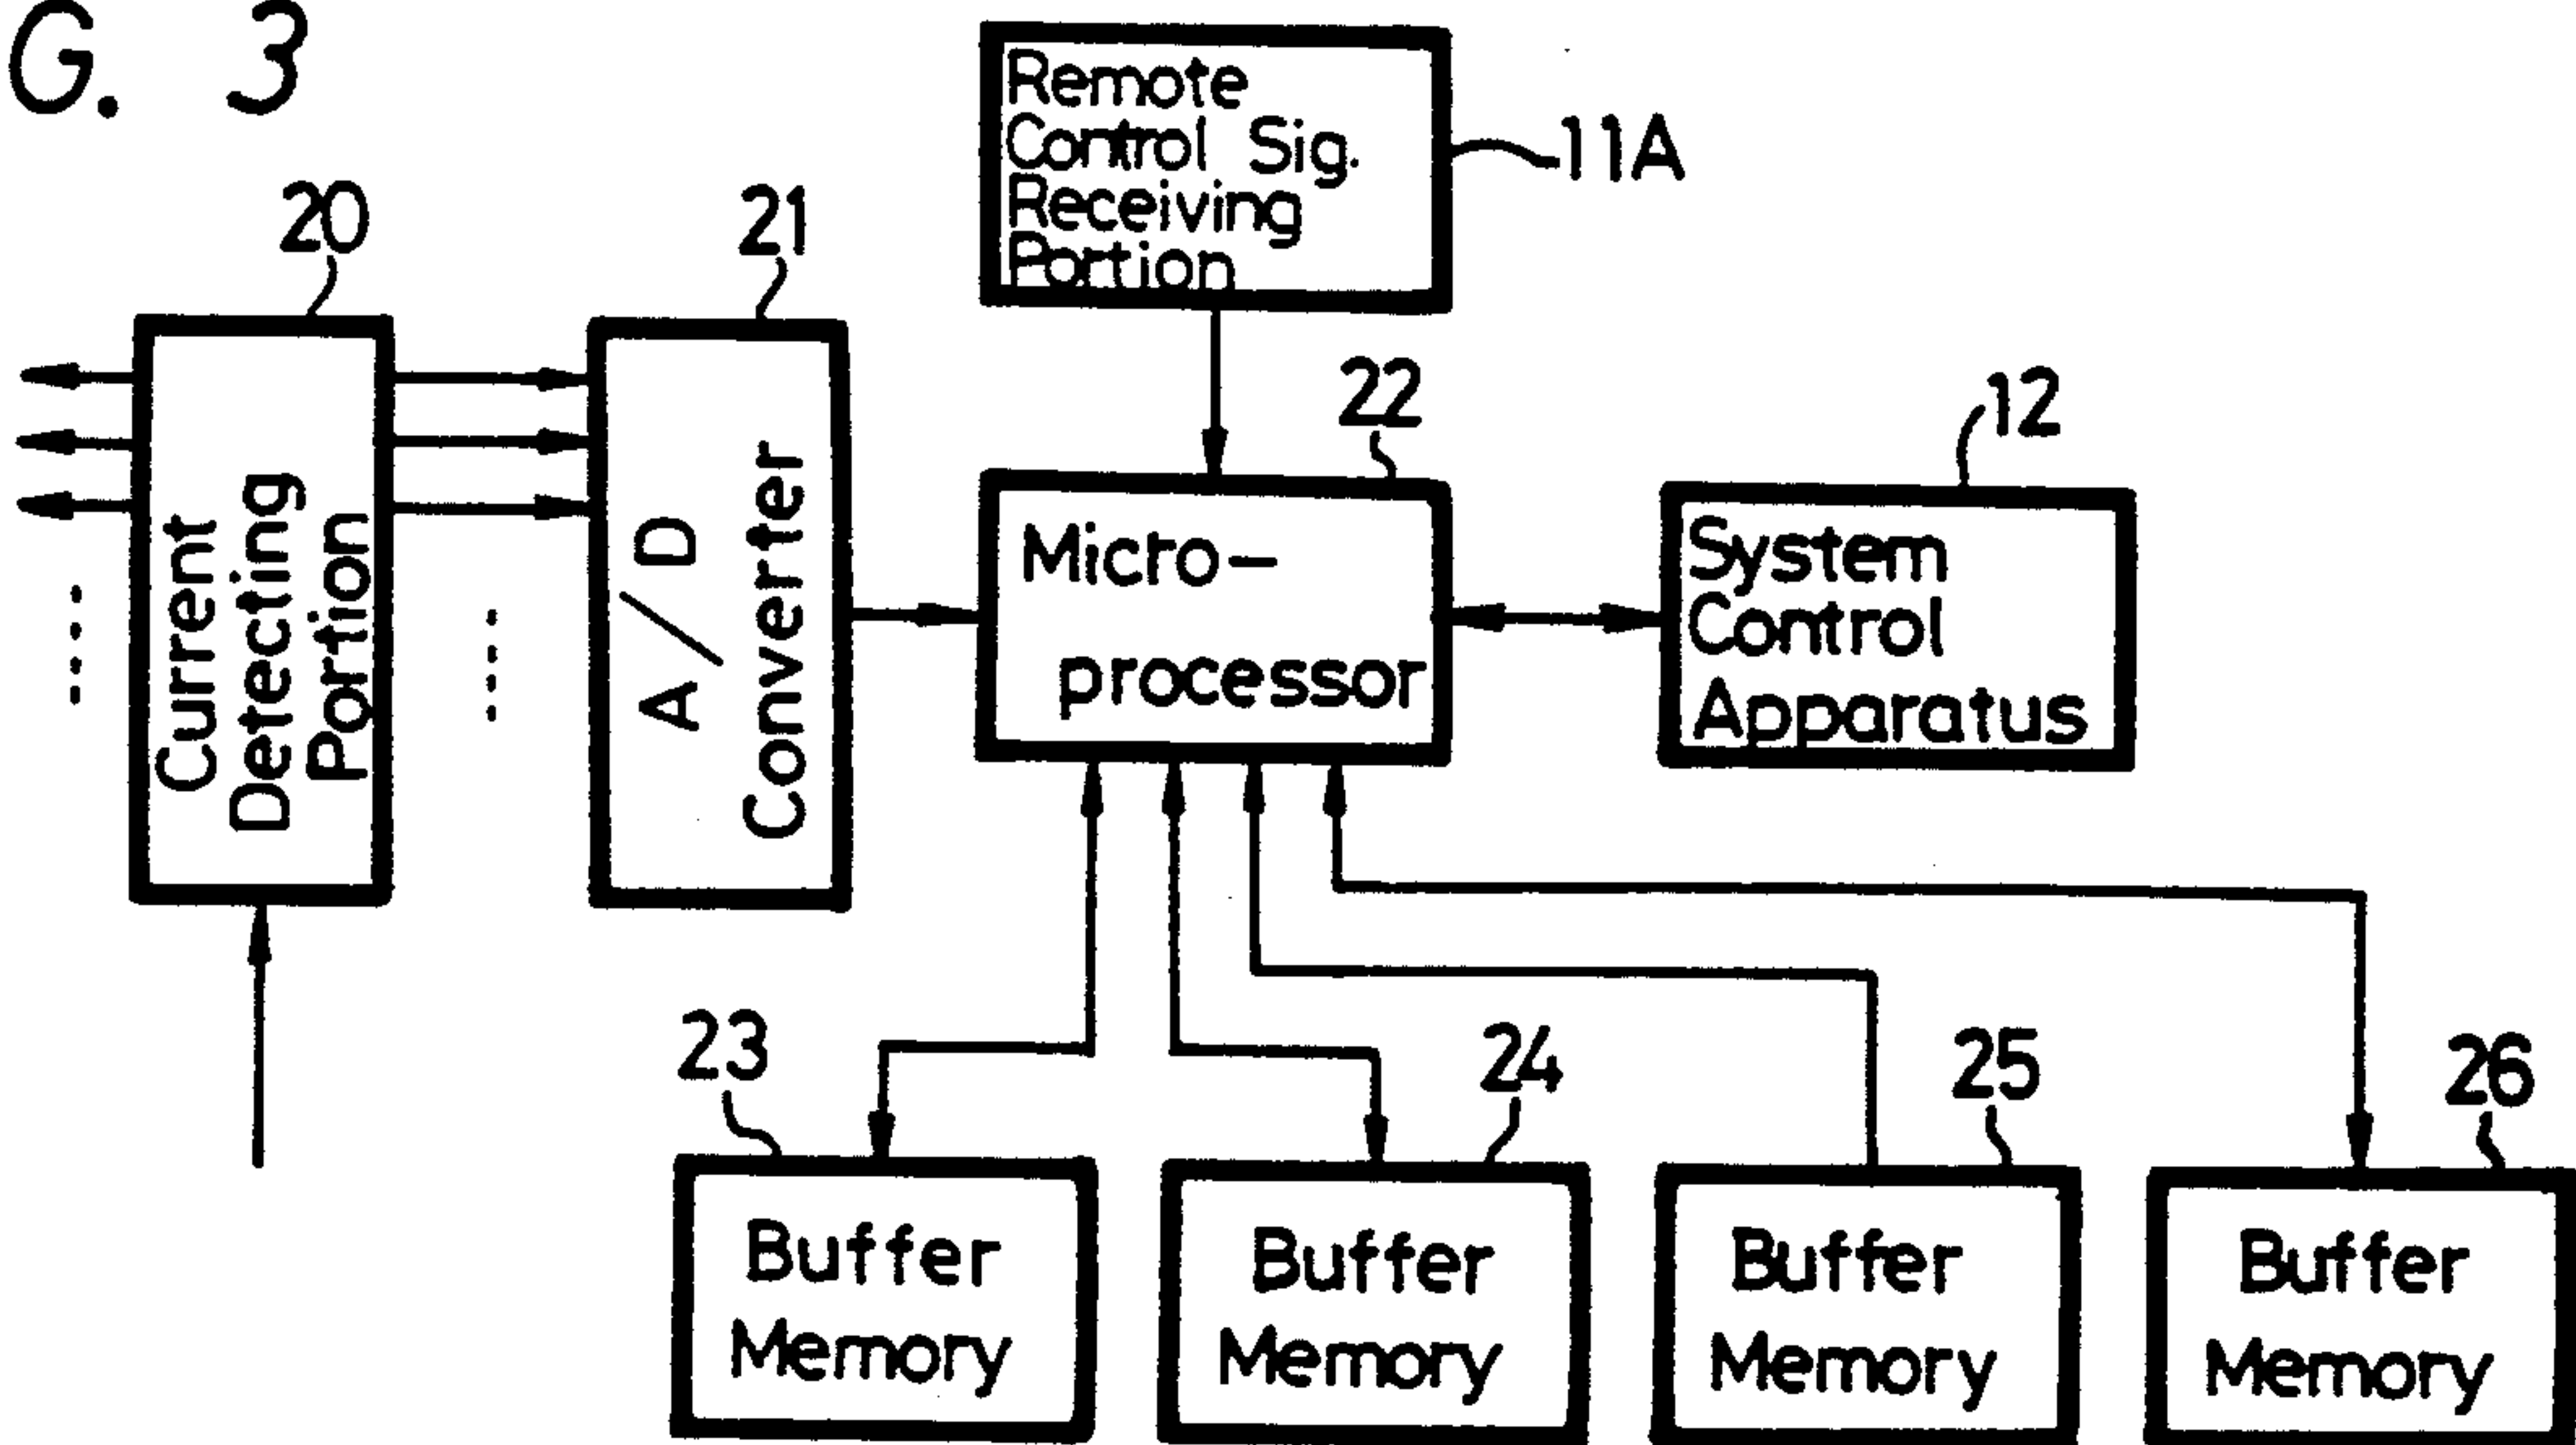 G. 3
Remote
Control Sig.
Receiving
Portion
11A
20
21
22
12
Current
Detecting
Portion
A/D
Converter
Micro-
processor
System
Control
Apparatus
23
24
25
26
Buffer
Memory
Buffer
Memory
Buffer
Memory
Buffer
Memory